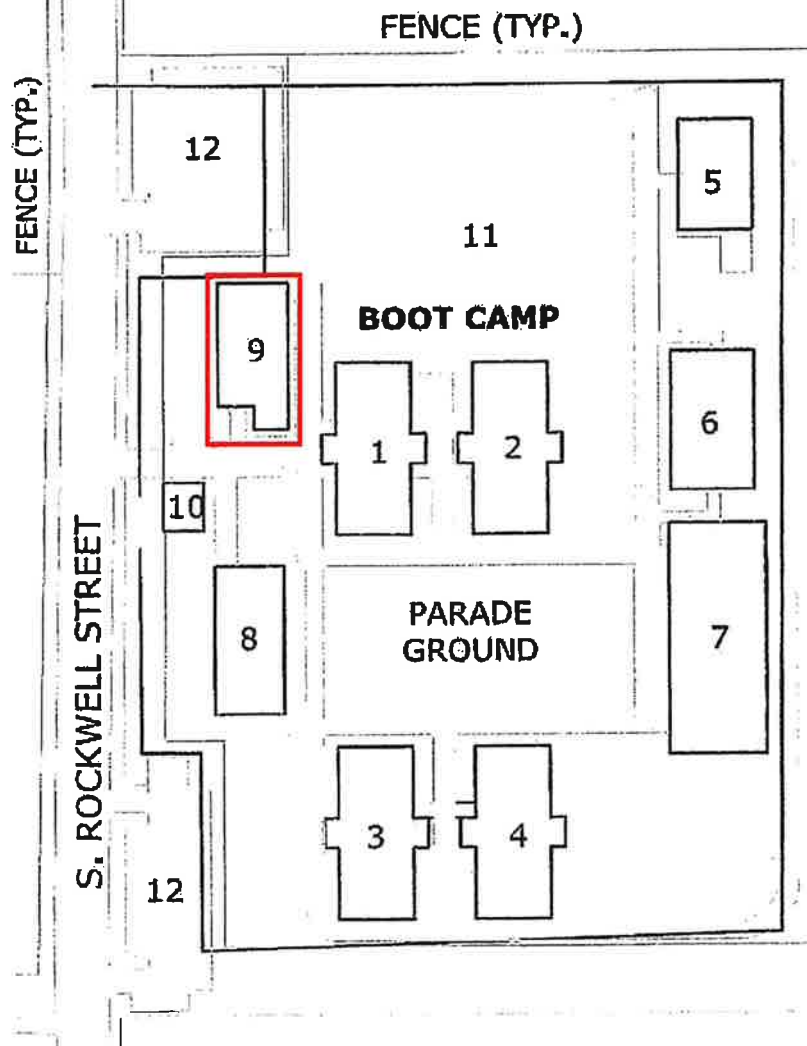 FENCE (TYP.)
FENCE (TYP.)
12
5
11
BOOT CAMP
9
1
2
6
10
PARADE
GROUND
8
7
S. ROCKWELL STREET
3
4
12